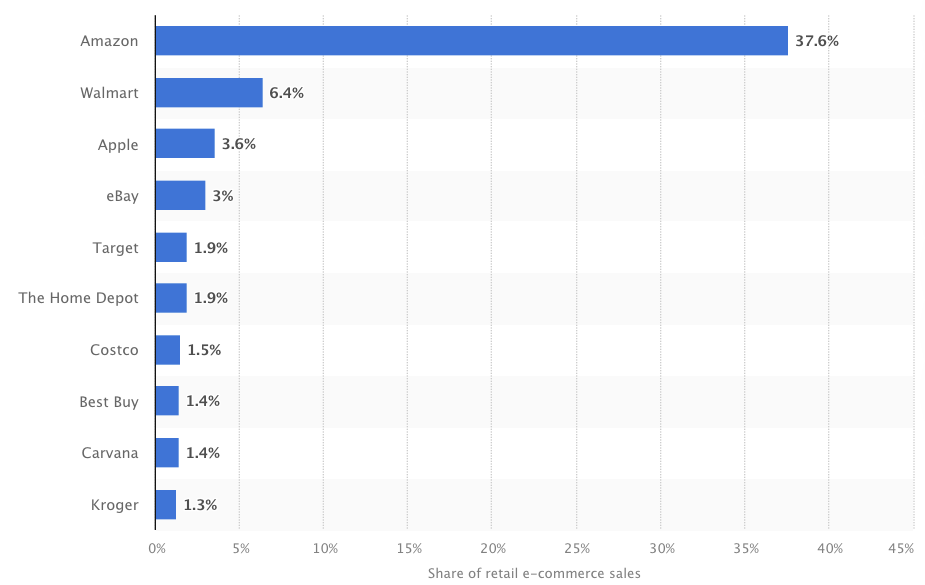 Amazon 37.6%
Walmart 6.4%
Apple 3.6%
eBay 3%
Target 1.9%
The Home Depot 1.9%
Costco 1.5%
Best Buy 1.4%
Carvana 1.4%
Kroger 1.3%
0% 5% 10% 15% 20% 25% 30% 35% 40% 45%
Share of retail e-commerce sales